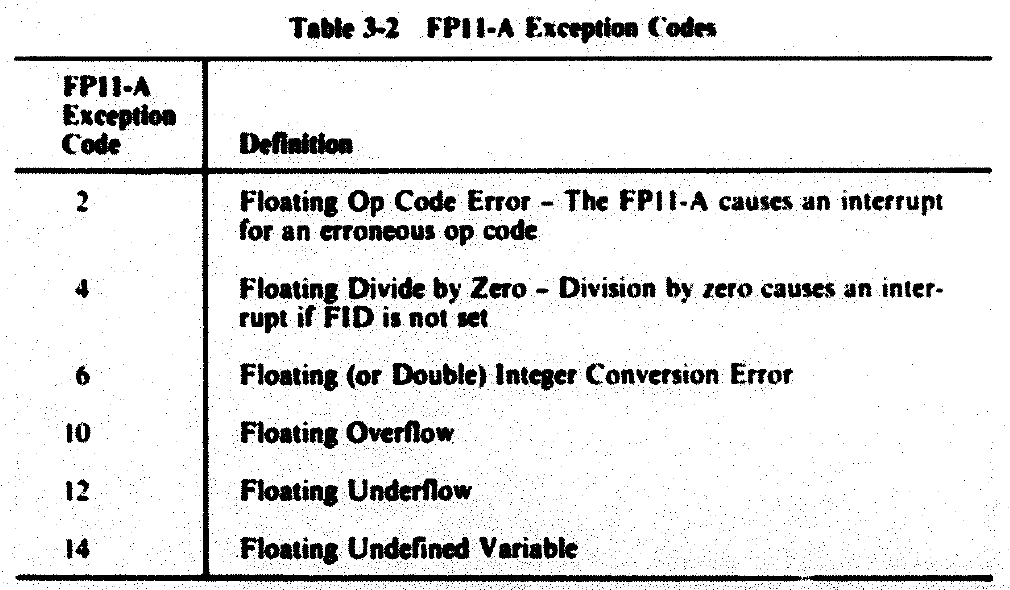 Table 3-2 FP11-A Exception Codes
FP11-A
Exception
Code
Definition
2
Floating Op Code Error – The FP11-A causes an interrupt
for an erroneous op code
4
Floating Divide by Zero – Division by zero causes an inter-
rupt if FID is not set
6
Floating (or Double) Integer Conversion Error
10
Floating Overflow
12
Floating Underflow
14
Floating Undefined Variable